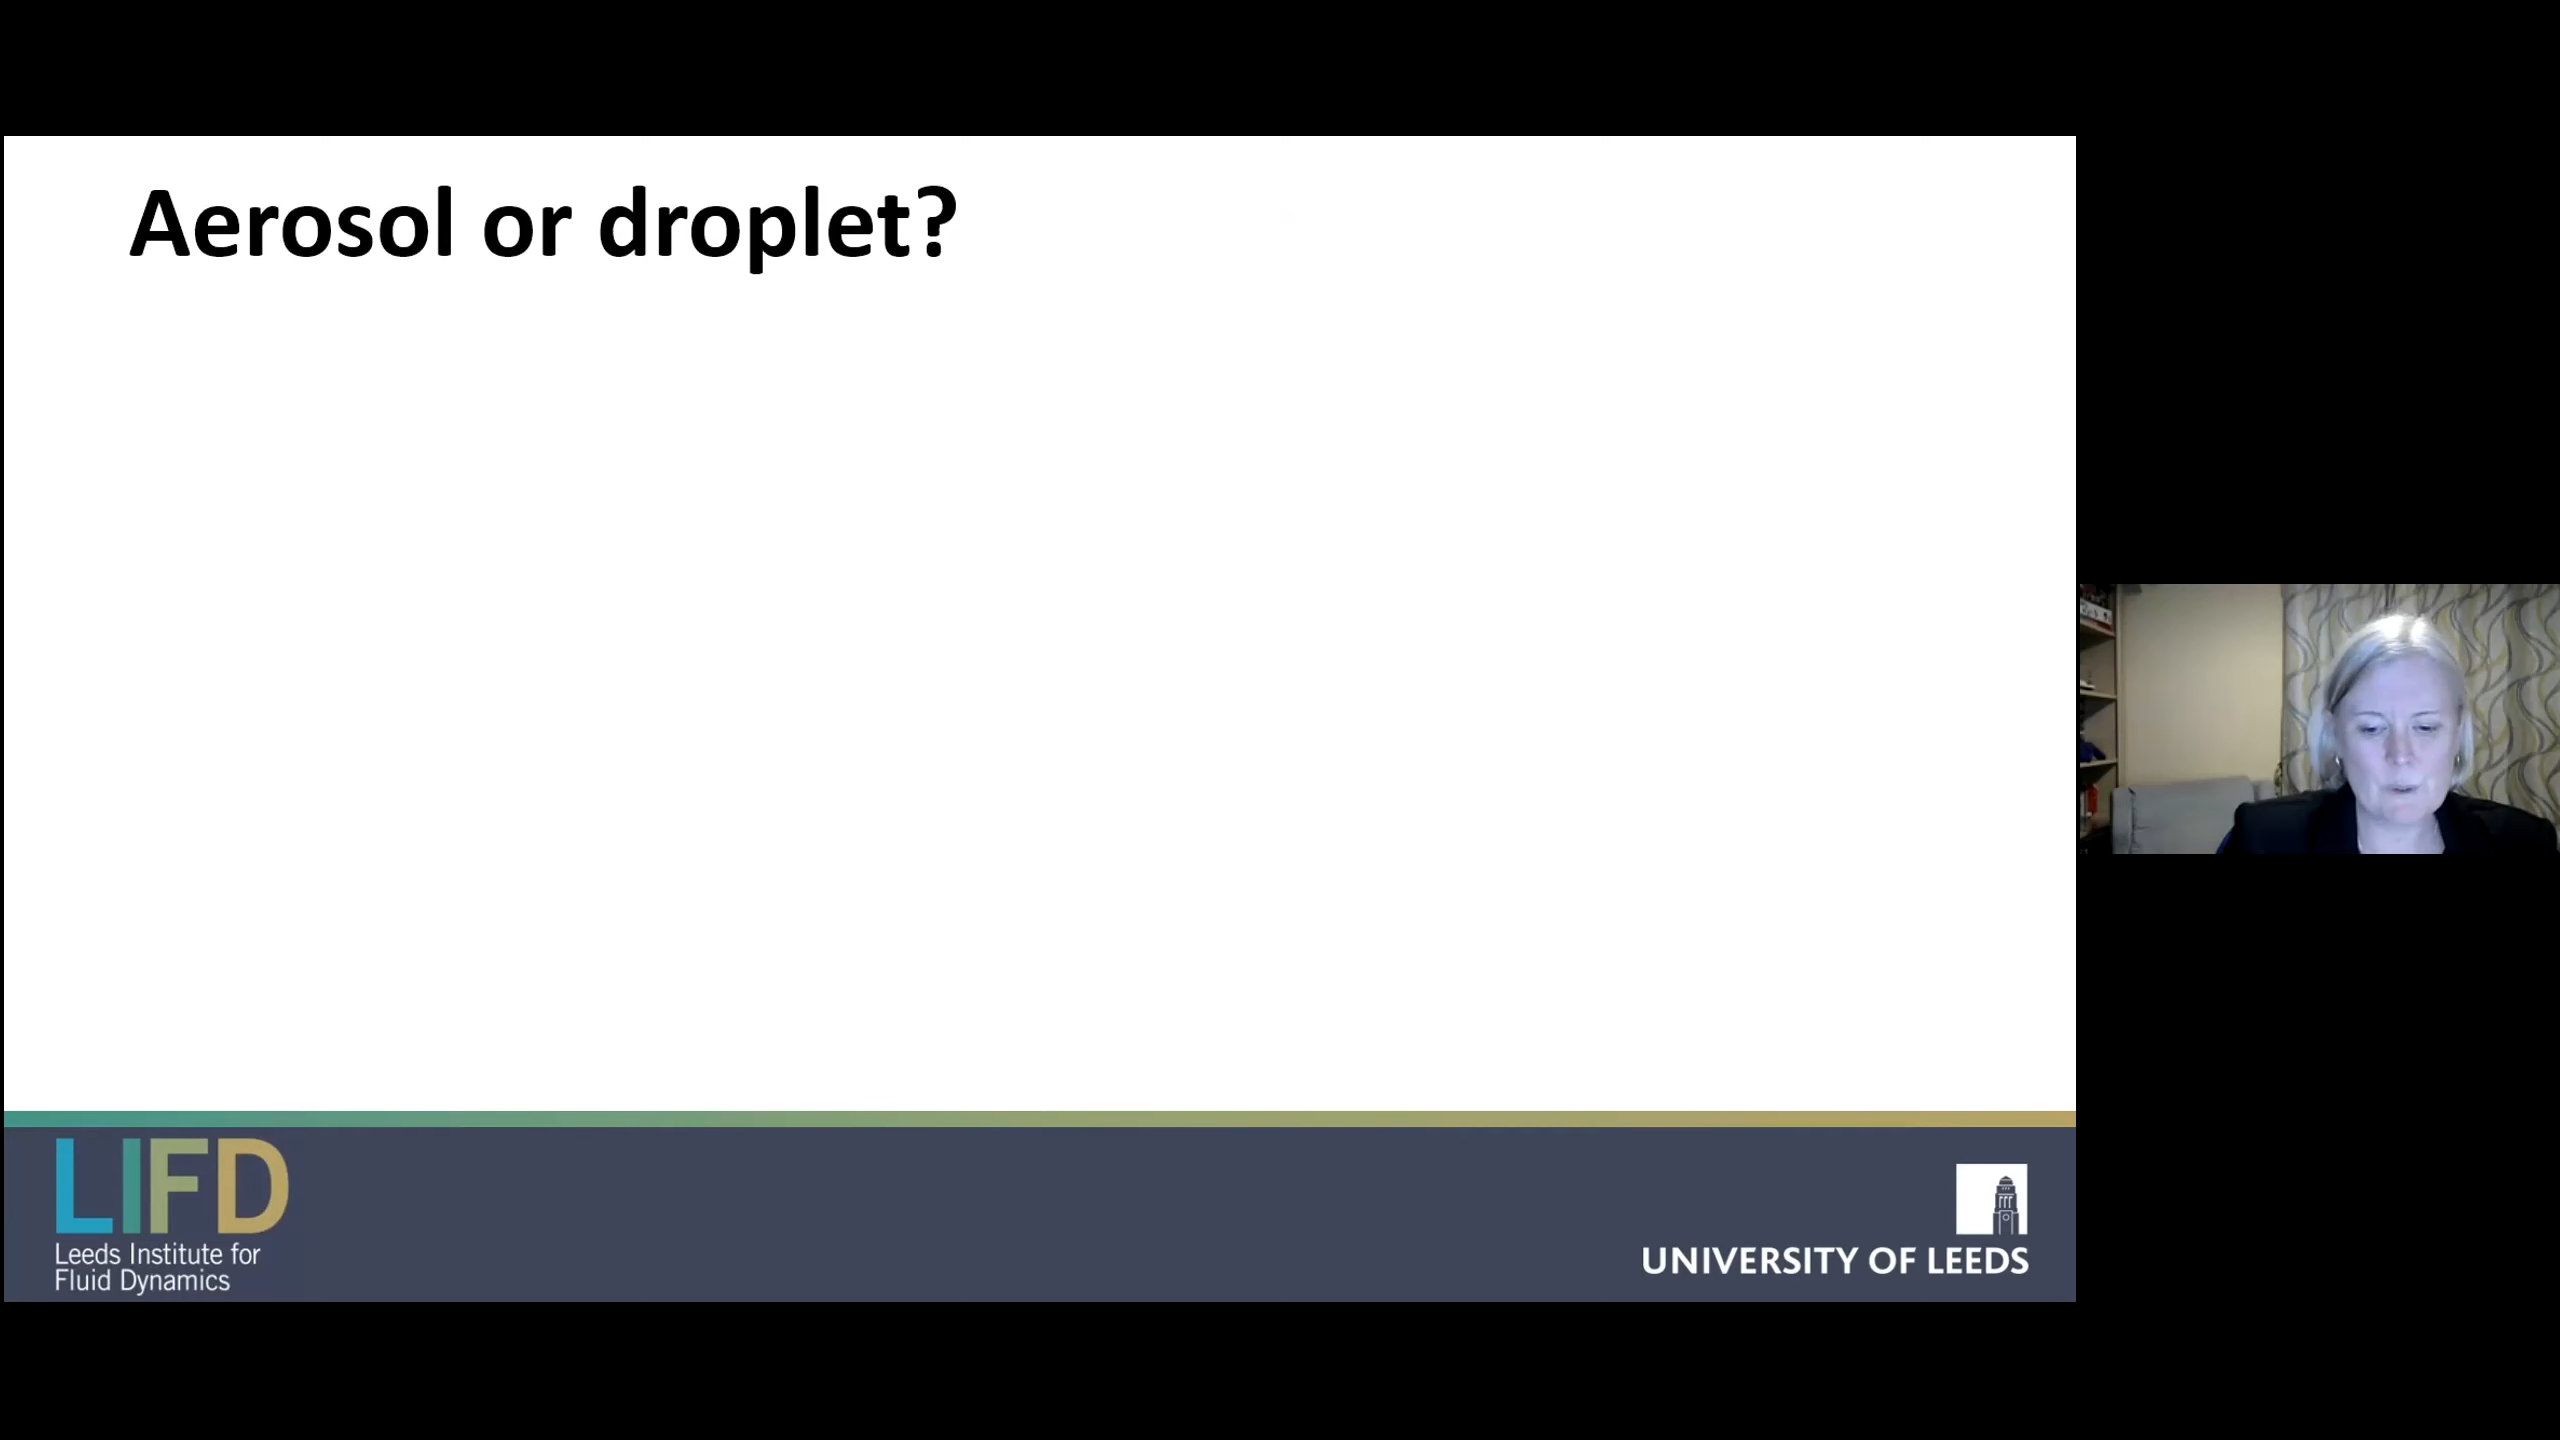 Aerosol or droplet?
LIFD
Leeds Institute for
Fluid Dynamics
UNIVERSITY OF LEEDS